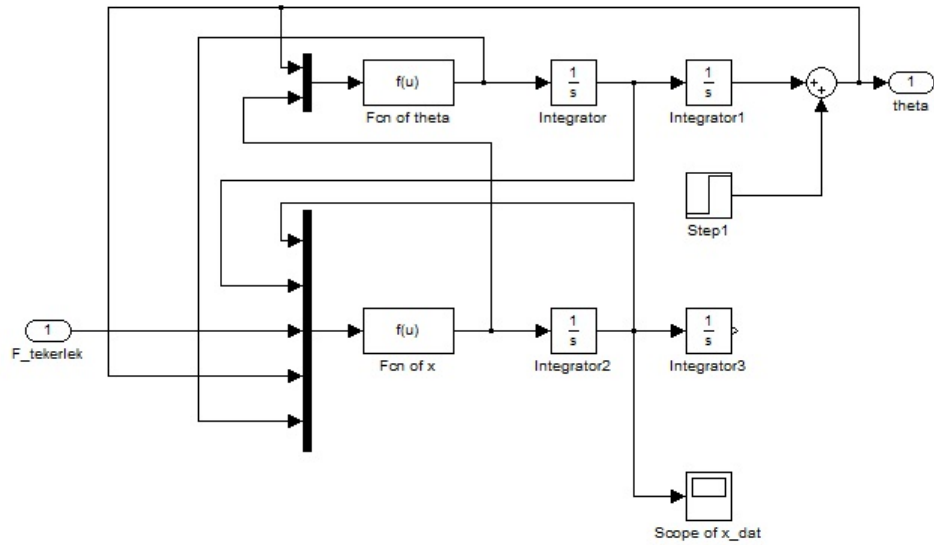 f(u)
Fcn of theta
1
s
Integrator
1
s
Integrator1
+
+
1
theta
Step1
1
F_tekerlek
f(u)
Fcn of x
1
s
Integrator2
1
s
Integrator3
Scope of x_dat